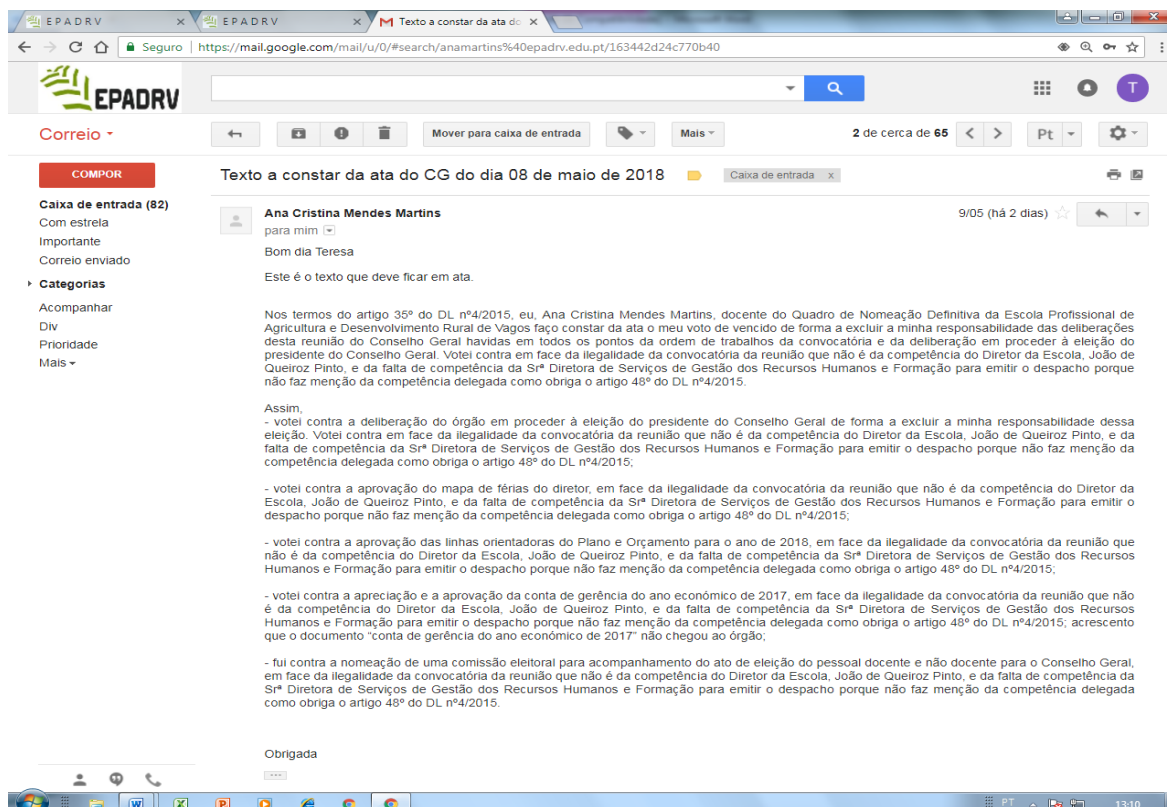 E P A D R V
E P A D R V
Texto a constar da ata do
Seguro
https://mail.google.com/mail/u/0/#search/anamartins%40epadrv.edu.pt/163442d24c770b40
EPADRV
T
Correio
Mover para caixa de entrada
Mais
2 de cerca de 65
Pt
COMPOR
Texto a constar da ata do CG do dia 08 de maio de 2018
Caixa de entrada x
Caixa de entrada (82)
Com estrela
Importante
Correio enviado
Categorias
Acompanhar
Div
Prioridade
Mais
Ana Cristina Mendes Martins
9/05 (há 2 dias)
para mim
Bom dia Teresa
Este é o texto que deve ficar em ata.
Nos termos do artigo 35º do DL nº4/2015, eu, Ana Cristina Mendes Martins, docente do Quadro de Nomeação Definitiva da Escola Profissional de
Agricultura e Desenvolvimento Rural de Vagos faço constar da ata o meu voto de vencido de forma a excluir a minha responsabilidade das deliberações
desta reunião do Conselho Geral havidas em todos os pontos da ordem de trabalhos da convocatória e da deliberação em proceder à eleição do
presidente do Conselho Geral. Votei contra em face da ilegalidade da convocatória da reunião que não é da competência do Diretor da Escola, João de
Queiroz Pinto, e da falta de competência da Srª Diretora de Serviços de Gestão dos Recursos Humanos e Formação para emitir o despacho porque
não faz menção da competência delegada como obriga o artigo 48º do DL nº4/2015.
Assim,
- votei contra a deliberação do órgão em proceder à eleição do presidente do Conselho Geral de forma a excluir a minha responsabilidade dessa
eleição. Votei contra em face da ilegalidade da convocatória da reunião que não é da competência do Diretor da Escola, João de Queiroz Pinto, e da
falta de competência da Srª Diretora de Serviços de Gestão dos Recursos Humanos e Formação para emitir o despacho porque não faz menção da
competência delegada como obriga o artigo 48º do DL nº4/2015;
- votei contra a aprovação do mapa de férias do diretor, em face da ilegalidade da convocatória da reunião que não é da competência do Diretor da
Escola, João de Queiroz Pinto, e da falta de competência da Srª Diretora de Serviços de Gestão dos Recursos Humanos e Formação para emitir o
despacho porque não faz menção da competência delegada como obriga o artigo 48º do DL nº4/2015;
- votei contra a aprovação das linhas orientadoras do Plano e Orçamento para o ano de 2018, em face da ilegalidade da convocatória da reunião que
não é da competência do Diretor da Escola, João de Queiroz Pinto, e da falta de competência da Srª Diretora de Serviços de Gestão dos Recursos
Humanos e Formação para emitir o despacho porque não faz menção da competência delegada como obriga o artigo 48º do DL nº4/2015;
- votei contra a apreciação e a aprovação da conta de gerência do ano económico de 2017, em face da ilegalidade da convocatória da reunião que não
é da competência do Diretor da Escola, João de Queiroz Pinto, e da falta de competência da Srª Diretora de Serviços de Gestão dos Recursos
Humanos e Formação para emitir o despacho porque não faz menção da competência delegada como obriga o artigo 48º do DL nº4/2015; acrescento
que o documento "conta de gerência do ano económico de 2017" não chegou ao órgão;
- fui contra a nomeação de uma comissão eleitoral para acompanhamento do ato de eleição do pessoal docente e não docente para o Conselho Geral,
em face da ilegalidade da convocatória da reunião que não é da competência do Diretor da Escola, João de Queiroz Pinto, e da falta de competência da
Srª Diretora de Serviços de Gestão dos Recursos Humanos e Formação para emitir o despacho porque não faz menção da competência delegada
como obriga o artigo 48º do DL nº4/2015.
Obrigada
PT
13:10